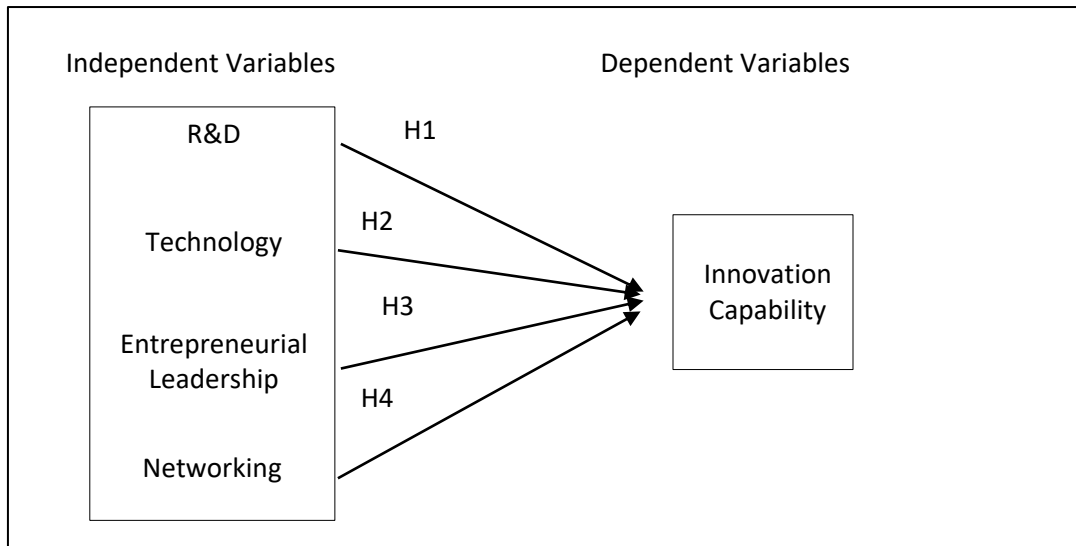 Independent Variables
Dependent Variables
R&D
H1
H2
Technology
Innovation
Capability
H3
Entrepreneurial
Leadership
H4
Networking